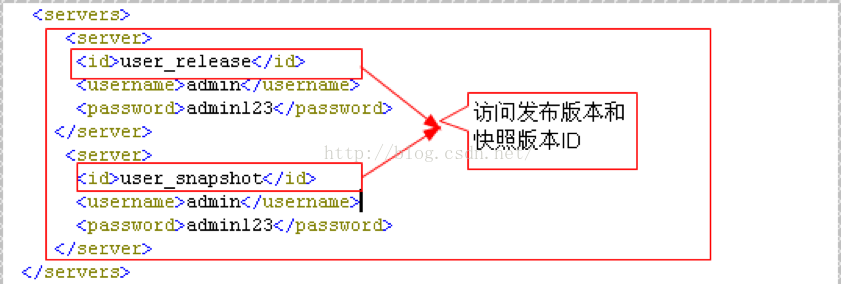 <servers>
<server>
<id>user_release</id>
<username>admin</username>
<password>admin123</password>
</server>
<server>
<id>user_snapshot</id>
<username>admin</username>
<password>admin123</password>
</server>
</servers>
访问发布版本和
快照版本ID
http://blog.csdn.net/